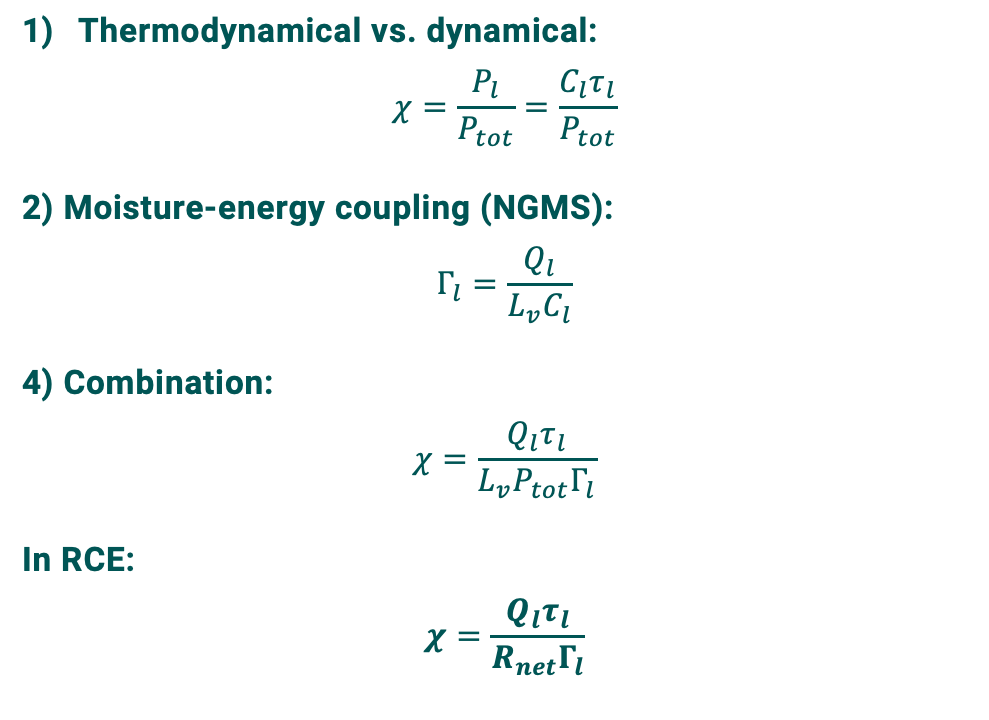 1) Thermodynamical vs. dynamical:
χ = P_l / P_tot = C_l τ_l / P_tot
2) Moisture-energy coupling (NGMS):
Γ_l = Q_l / L_v C_l
4) Combination:
χ = Q_l τ_l / L_v P_tot Γ_l
In RCE:
χ = Q_l τ_l / R_net Γ_l